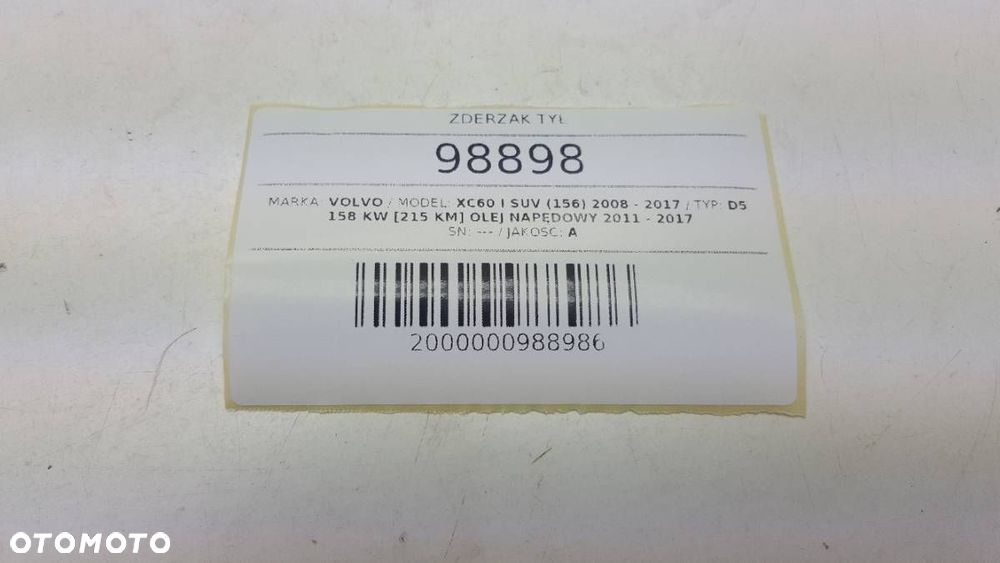 ZDERZAK TYŁ
98898
MARKA: VOLVO / MODEL: XC60 I SUV (156) 2008 - 2017 / TYP: D5
158 KW [215 KM] OLEJ NAPĘDOWY 2011 - 2017
SN: --- / JAKOŚĆ: A
2000000988986
OTOMOTO